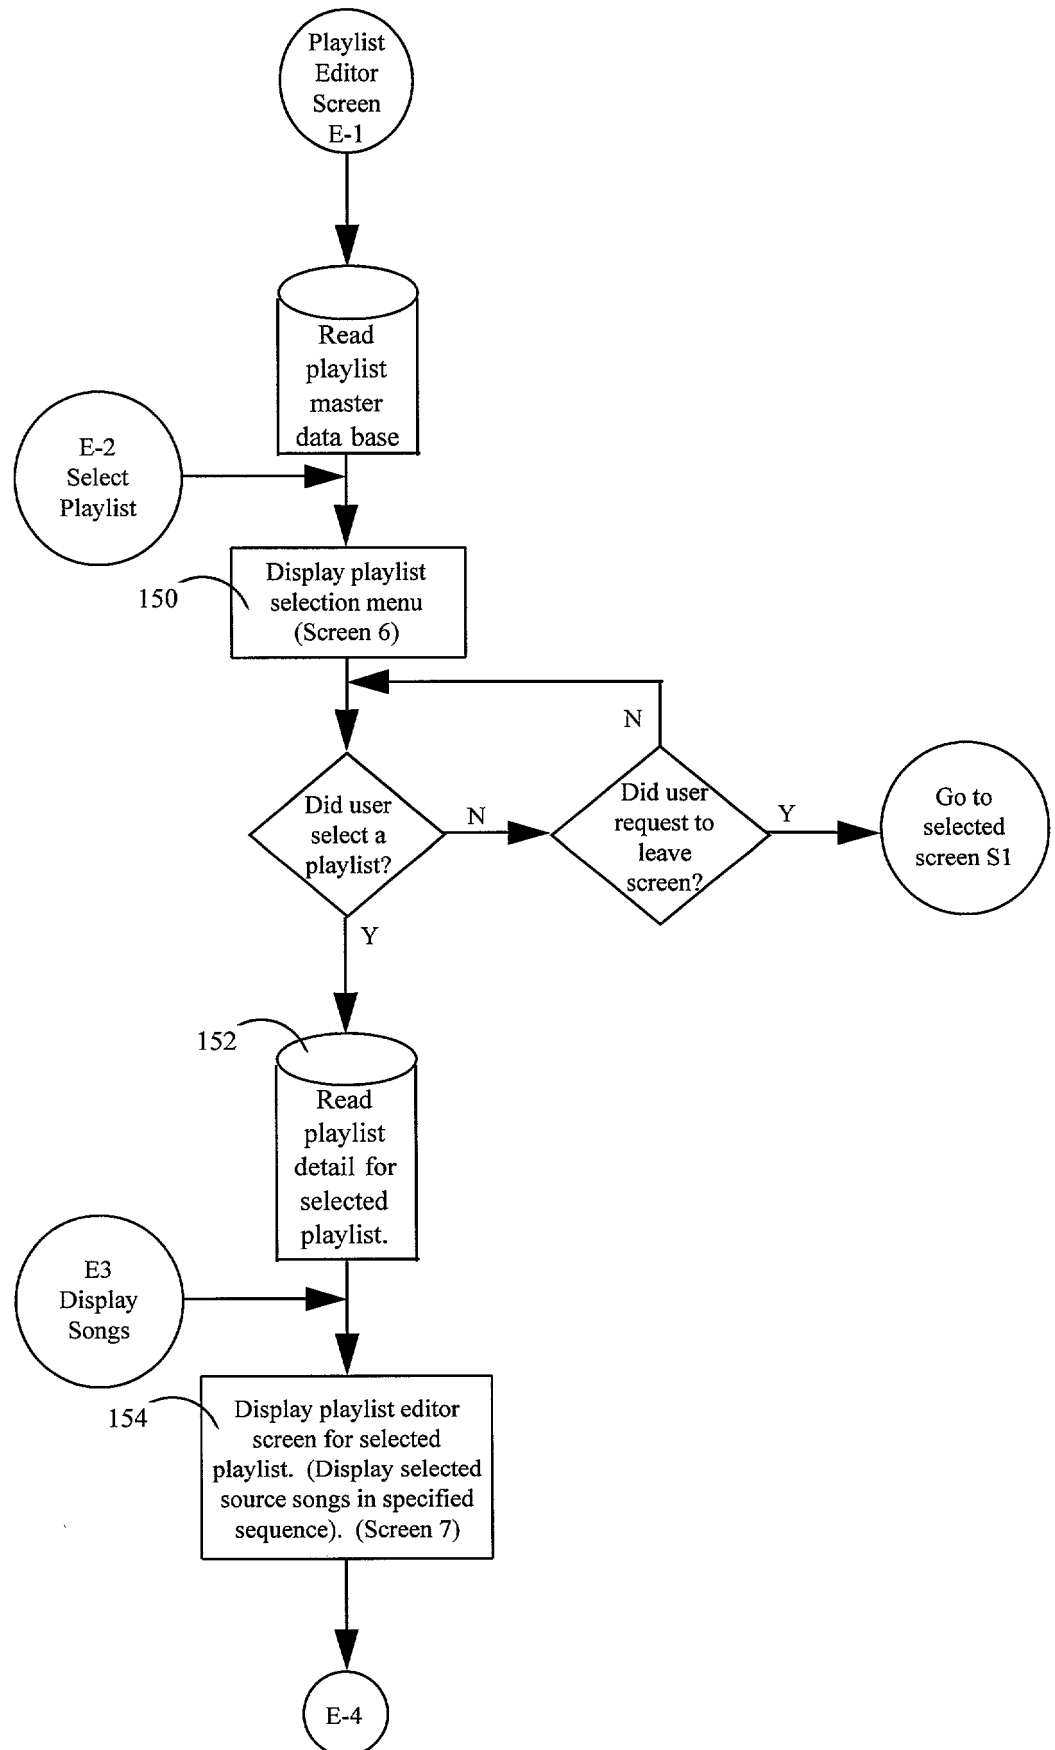 Playlist
Editor
Screen
E-1
Read
playlist
master
data base
E-2
Select
Playlist
150
Display playlist
selection menu
(Screen 6)
N
Did user
select a
playlist?
N
Did user
request to
leave
screen?
Y
Go to
selected
screen S1
Y
152
Read
playlist
detail for
selected
playlist.
E3
Display
Songs
154
Display playlist editor
screen for selected
playlist. (Display selected
source songs in specified
sequence). (Screen 7)
E-4